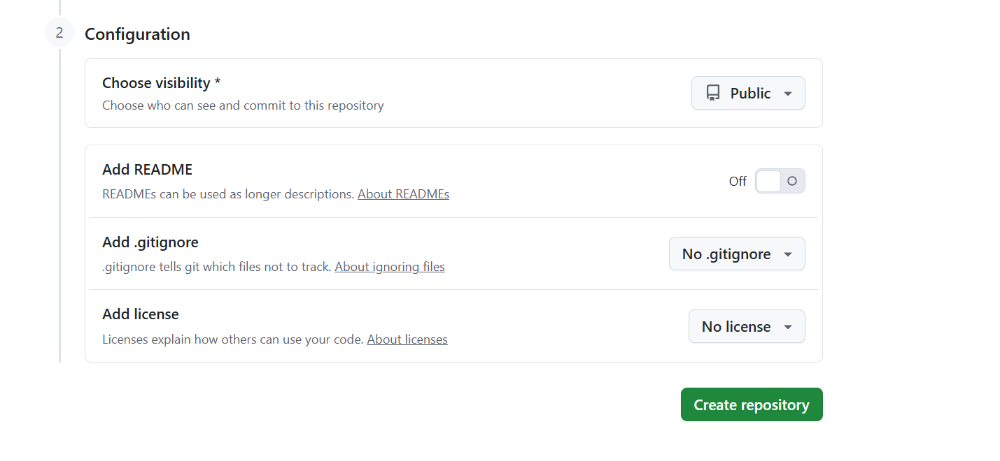 2
Configuration
Choose visibility *
Choose who can see and commit to this repository
Public
Add README
READMEs can be used as longer descriptions. About READMEs
Off
Add .gitignore
.gitignore tells git which files not to track. About ignoring files
No .gitignore
Add license
Licenses explain how others can use your code. About licenses
No license
Create repository